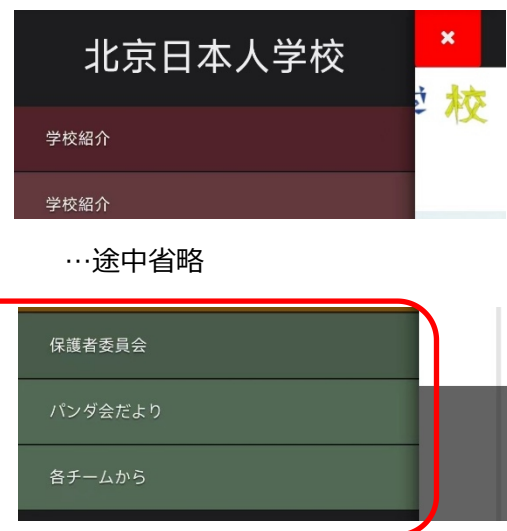 北京日本人学校
校
学校紹介
学校紹介
…途中省略
保護者委員会
パンダ会だより
各チームから